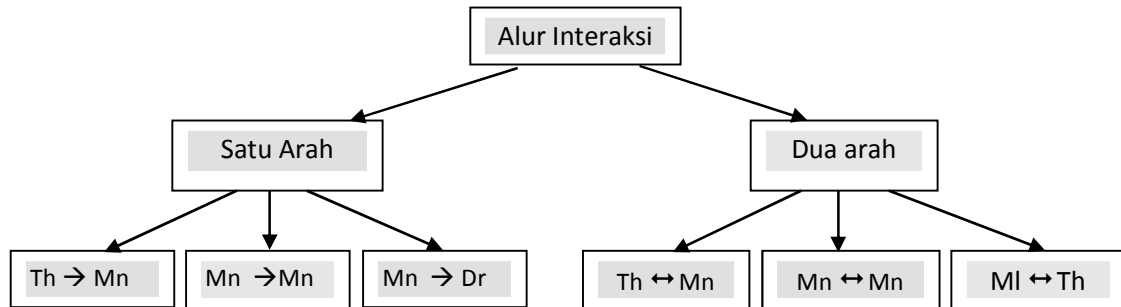 Alur Interaksi
Satu Arah
Dua arah
Th → Mn
Mn →Mn
Mn → Dr
Th ↔ Mn
Mn ↔ Mn
Ml ↔ Th